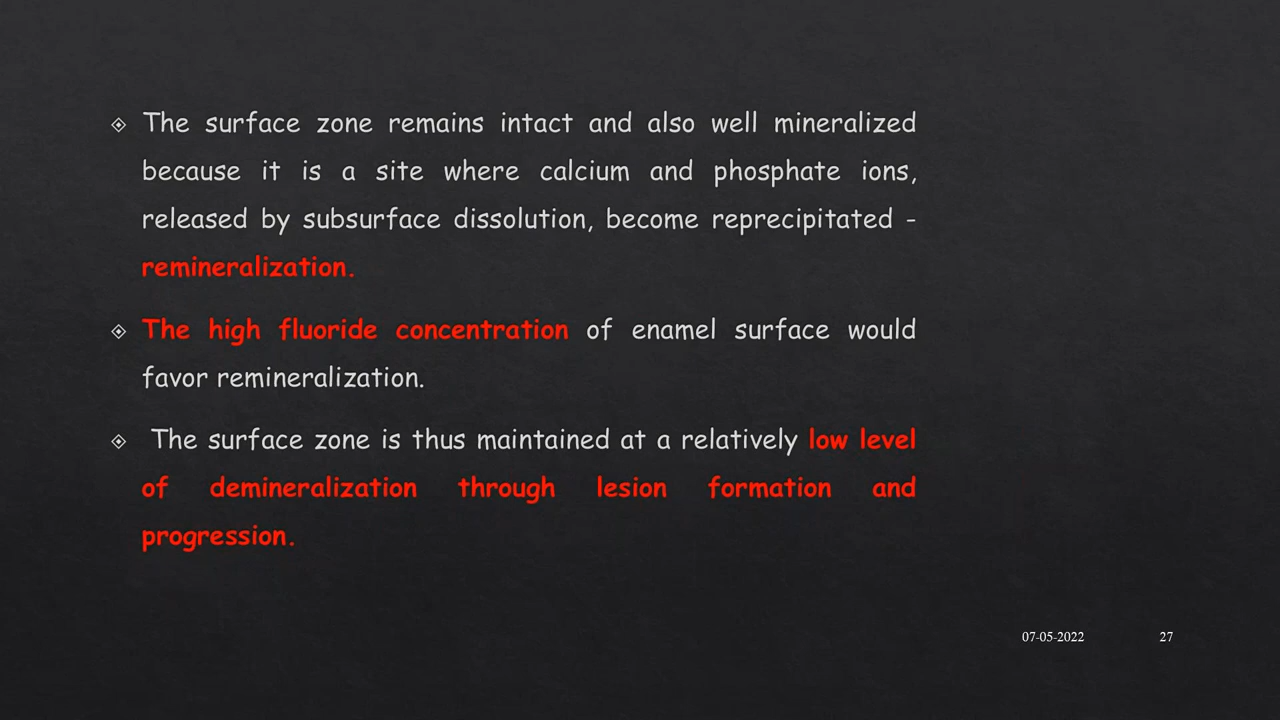 The surface zone remains intact and also well mineralized
because it is a site where calcium and phosphate ions,
released by subsurface dissolution, become reprecipitated -
remineralization.
The high fluoride concentration of enamel surface would
favor remineralization.
The surface zone is thus maintained at a relatively low level
of demineralization through lesion formation and
progression.
07-05-2022 27